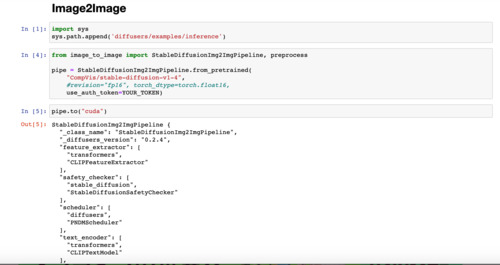 Image2Image
In [1]: import sys
sys.path.append('diffusers/examples/inference')
In [4]: from image_to_image import StableDiffusionImg2ImgPipeline, preprocess
pipe = StableDiffusionImg2ImgPipeline.from_pretrained(
"CompVis/stable-diffusion-v1-4",
#revision="fp16", torch_dtype=torch.float16,
use_auth_token=YOUR_TOKEN)
In [5]: pipe.to("cuda")
Out[5]: StableDiffusionImg2ImgPipeline {
"_class_name": "StableDiffusionImg2ImgPipeline",
"_diffusers_version": "0.2.4",
"feature_extractor": [
"transformers",
"CLIPFeatureExtractor"
],
"safety_checker": [
"stable_diffusion",
"StableDiffusionSafetyChecker"
],
"scheduler": [
"diffusers",
"PNDMScheduler"
],
"text_encoder": [
"transformers",
"CLIPTextModel"
],